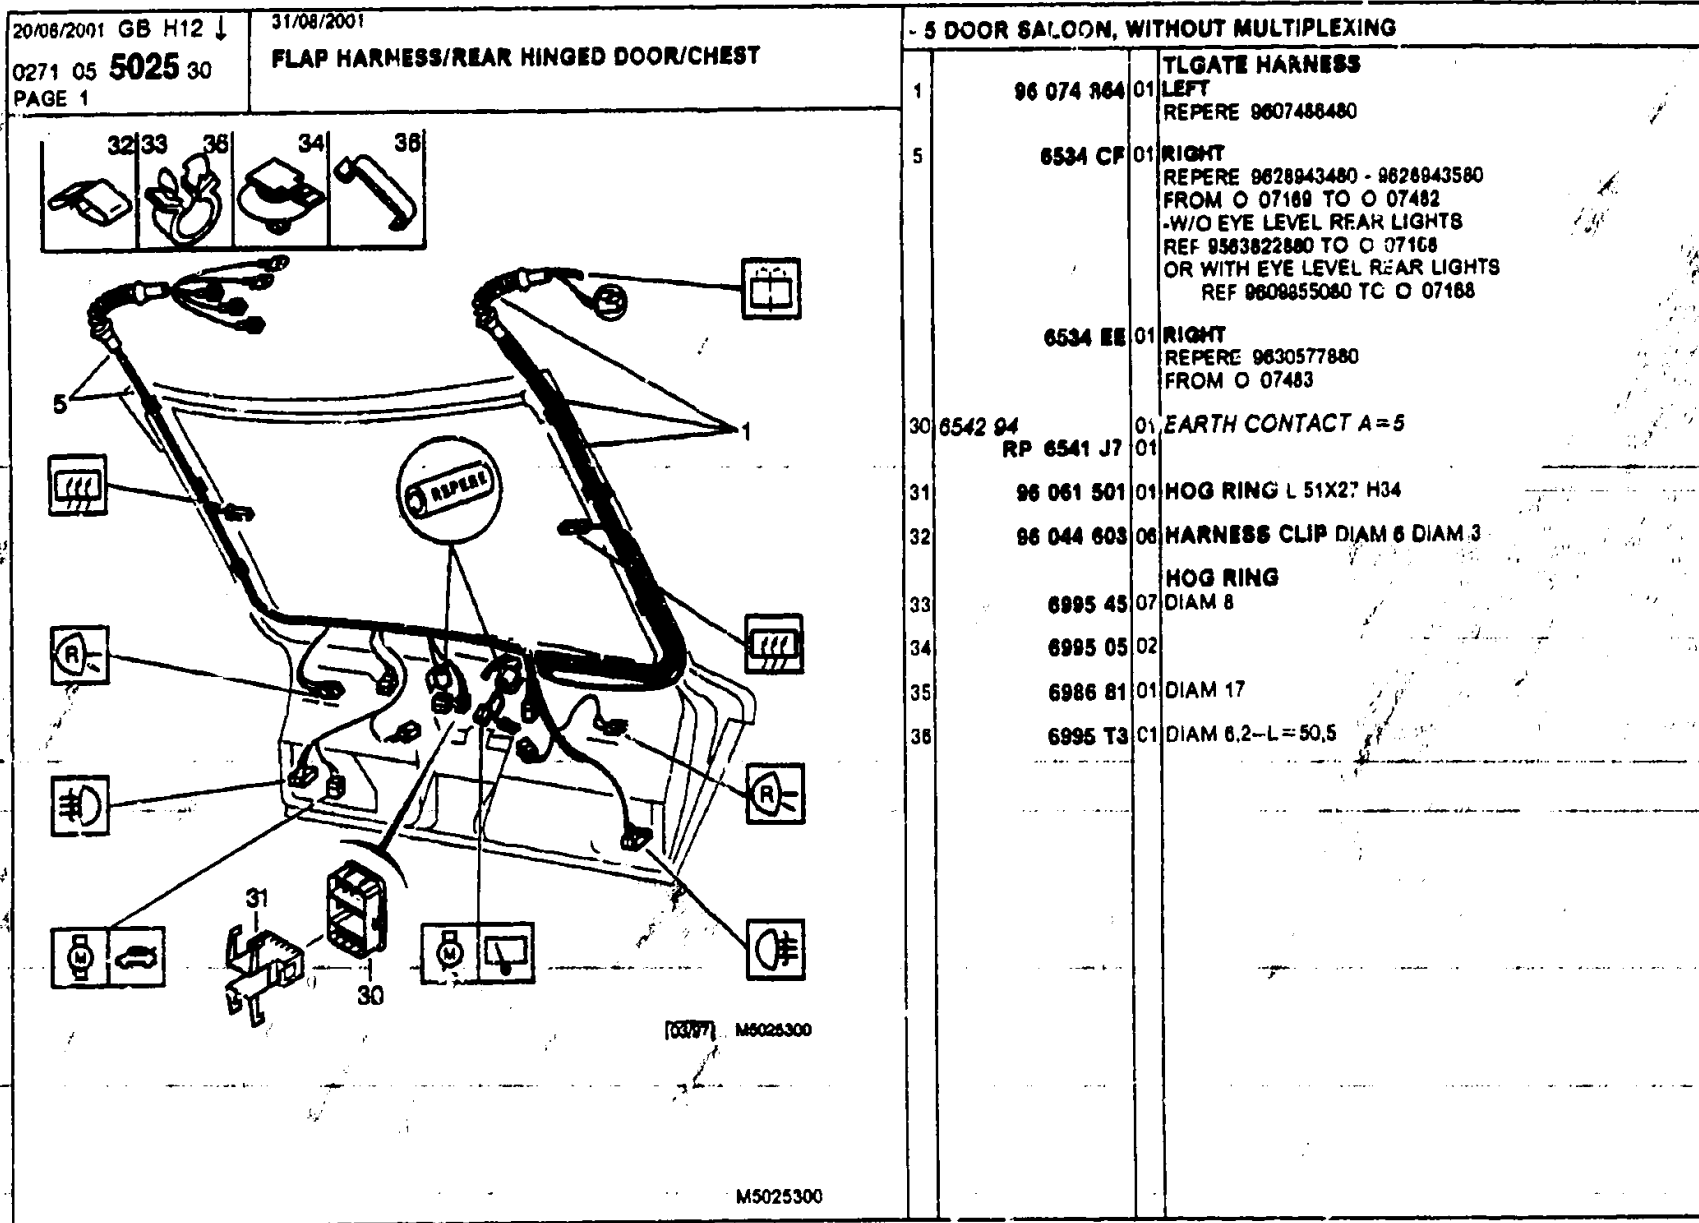 20/06/2001 GB H12 ↓
0271 05 5025 30
PAGE 1
31/08/2001
FLAP HARNESS/REAR HINGED DOOR/CHEST
32 33 36 34 36
5
1
REPERE
R
R
31
30
M
M
03/97 M5025300
M5025300
- 5 DOOR SALOON, WITHOUT MULTIPLEXING
TLGATE HARNESS
1 96 074 864 01 LEFT
REPERE 9607486480
5 6534 CF 01 RIGHT
REPERE 9628943480 - 9628943580
FROM O 07169 TO O 07482
-W/O EYE LEVEL REAR LIGHTS
REF 9563822880 TO O 07168
OR WITH EYE LEVEL REAR LIGHTS
REF 9609855080 TO O 07168
6534 EE 01 RIGHT
REPERE 9630577880
FROM O 07483
30 6542 94 01 EARTH CONTACT A=5
RP 6541 J7 01
31 96 061 501 01 HOG RING L 51X27 H34
32 96 044 603 06 HARNESS CLIP DIAM 6 DIAM 3
HOG RING
33 6995 45 07 DIAM 8
34 6995 05 02
35 6986 81 01 DIAM 17
36 6995 T3 01 DIAM 6,2-L=50,5